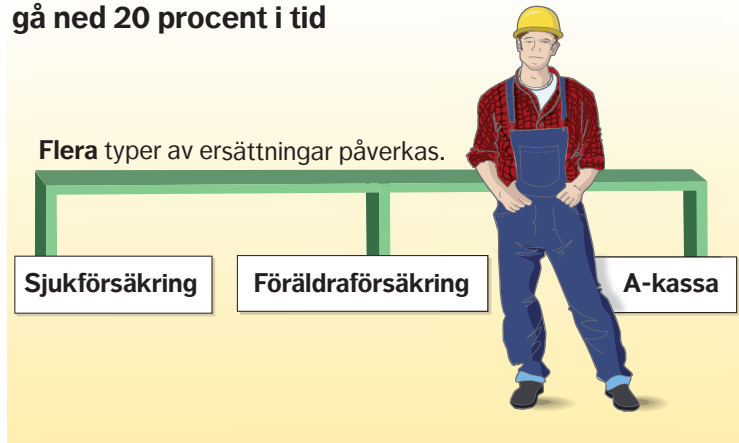 gå ned 20 procent i tid
Flera typer av ersättningar påverkas.
Sjukförsäkring
Föräldraförsäkring
A-kassa